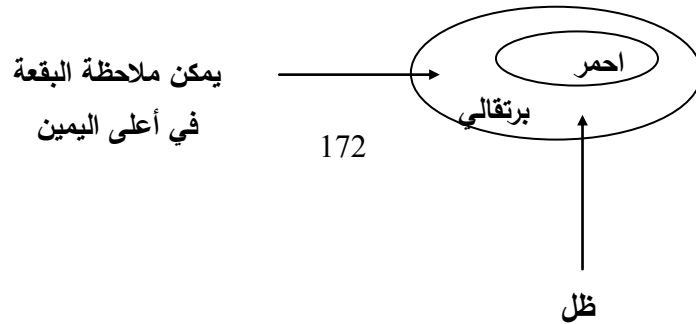 احمر
يمكن ملاحظة البقعة
في أعلى اليمين
برتقالي
172
ظل